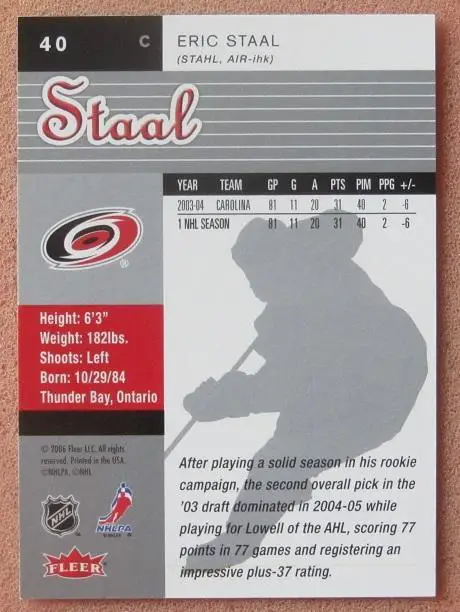 40 C ERIC STAAL
(STAHL, AIR-ihk)
Staal
YEAR TEAM GP G A PTS PIM PPG +/-
2003-04 CAROLINA 81 11 20 31 40 2 -6
1 NHL SEASON 81 11 20 31 40 2 -6
®
Height: 6'3"
Weight: 182lbs.
Shoots: Left
Born: 10/29/84
Thunder Bay, Ontario
© 2006 Fleer LLC. All rights
reserved. Printed in the USA.
©NHLPA. ©NHL
NHL
NHLPA
FLEER
After playing a solid season in his rookie
campaign, the second overall pick in the
'03 draft dominated in 2004-05 while
playing for Lowell of the AHL, scoring 77
points in 77 games and registering an
impressive plus-37 rating.